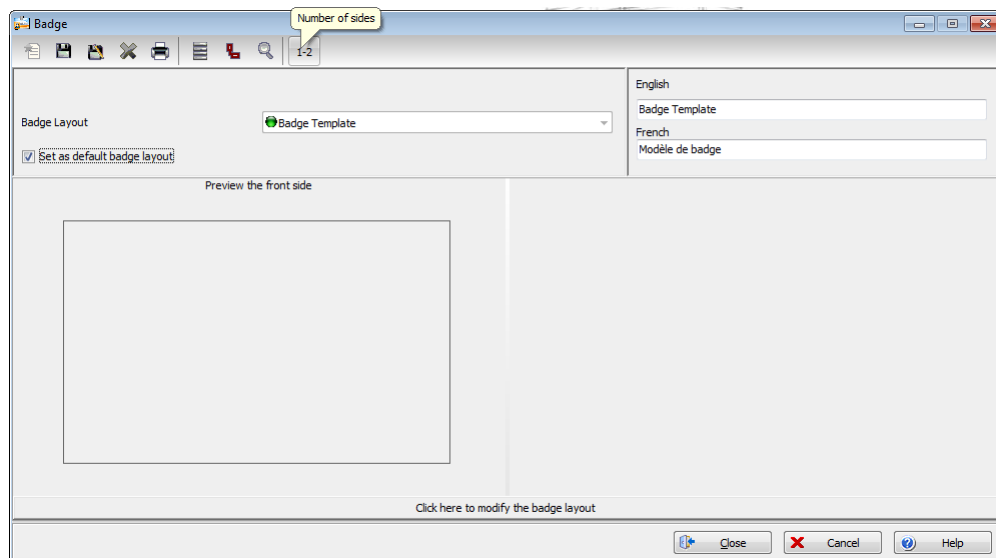 Number of sides
Badge
1-2
English
Badge Layout
Badge Template
Badge Template
French
Set as default badge layout
Modèle de badge
Preview the front side
Click here to modify the badge layout
Close
Cancel
Help